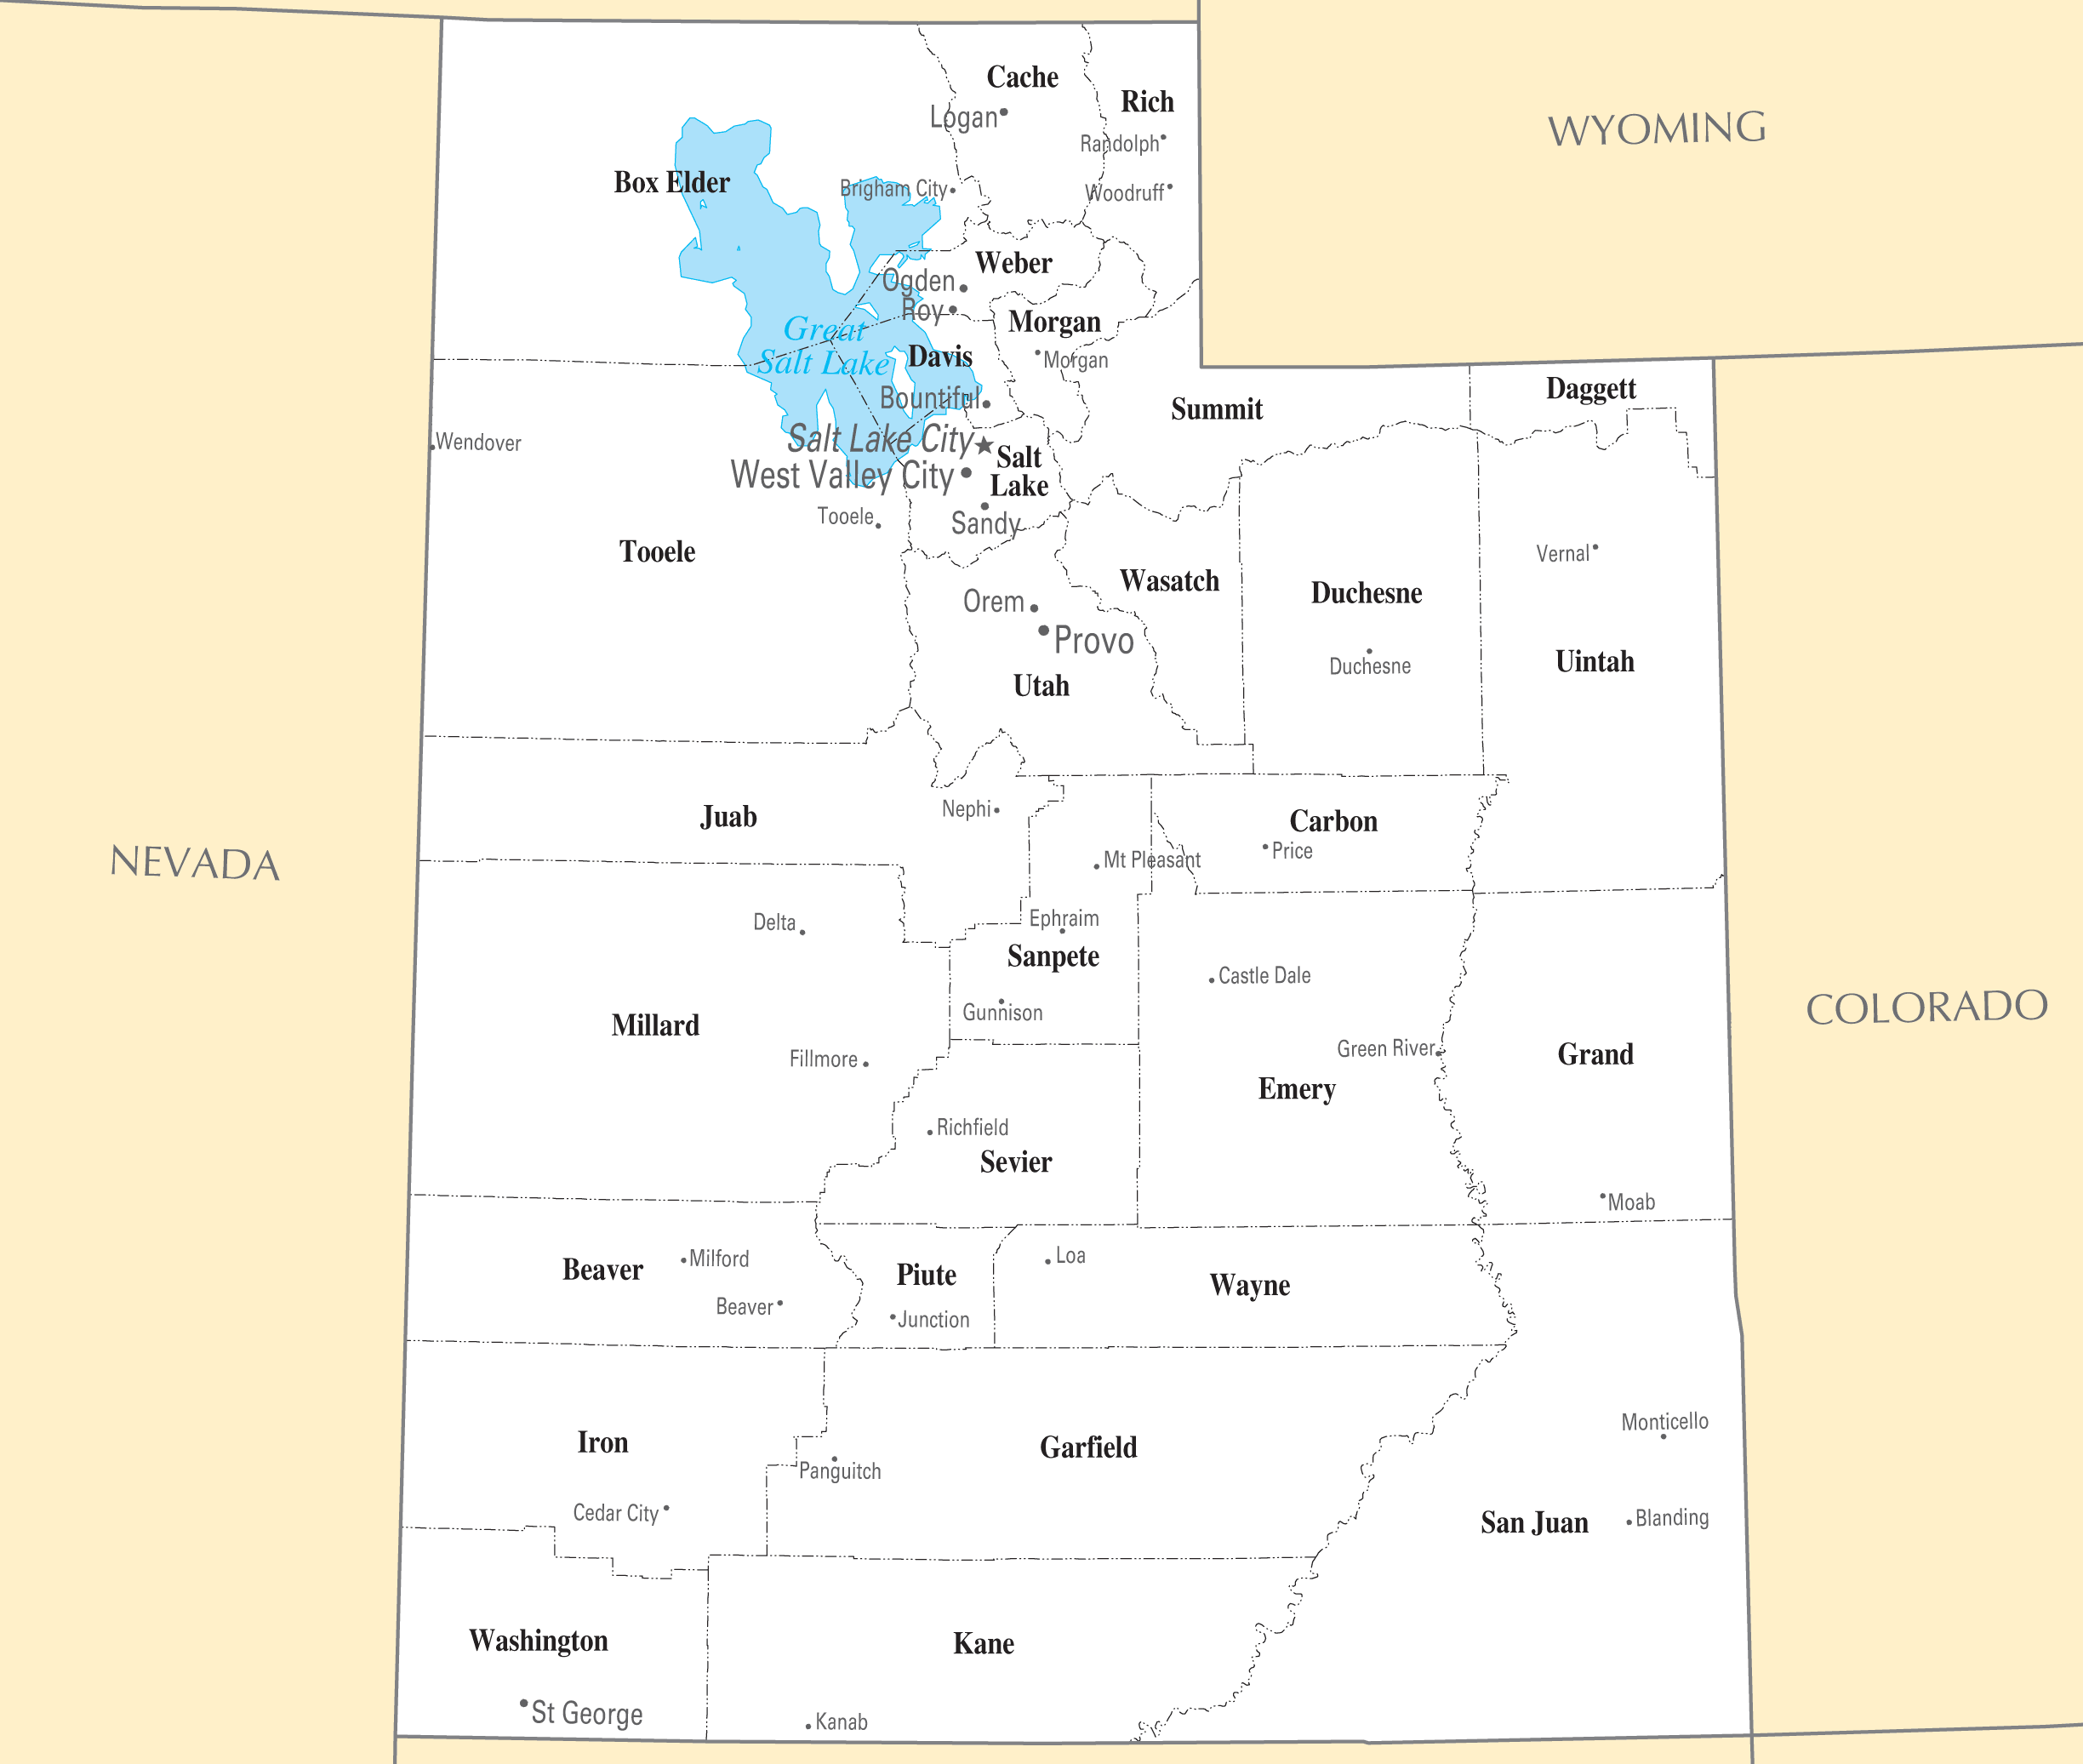 Cache
Rich
Logan
WYOMING
Randolph
Box Elder
Brigham City
Woodruff
Weber
Ogden
Roy
Morgan
Great
Salt Lake
Davis
Morgan
Daggett
Bountiful
Summit
Wendover
Salt Lake City
Salt
Lake
West Valley City
Tooele
Sandy
Tooele
Vernal
Wasatch
Duchesne
Orem
Provo
Duchesne
Uintah
Utah
Juab
Nephi
Carbon
Price
NEVADA
Mt Pleasant
Delta
Ephraim
Sanpete
Castle Dale
COLORADO
Gunnison
Millard
Fillmore
Green River
Grand
Emery
Richfield
Sevier
Moab
Milford
Loa
Beaver
Piute
Wayne
Beaver
Junction
Monticello
Iron
Garfield
Panguitch
Cedar City
San Juan
Blanding
Washington
Kane
St George
Kanab